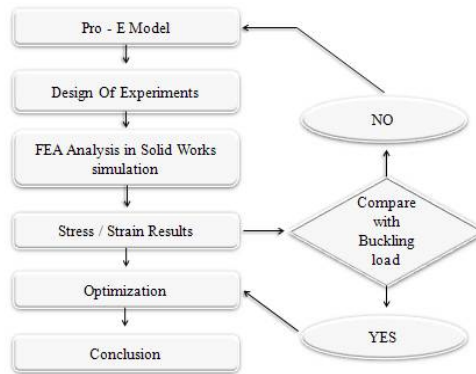 Pro - E Model
Design Of Experiments
FEA Analysis in Solid Works
simulation
Stress / Strain Results
Optimization
Conclusion
NO
Compare
with
Buckling
load
YES